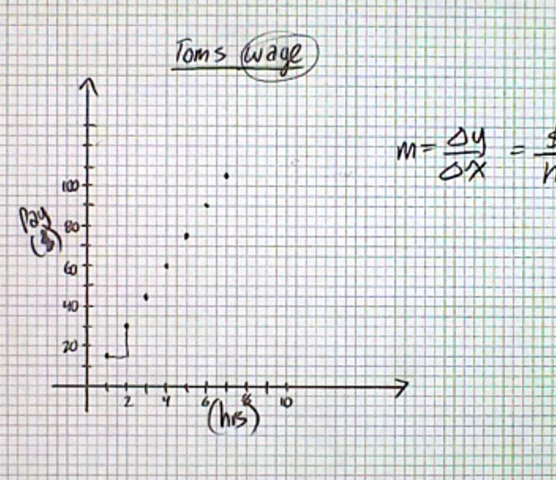 Toms wage
m = Δy/Δx = $/
100
80
60
40
20
Pay
($)
2 4 6 8 10
(hrs)